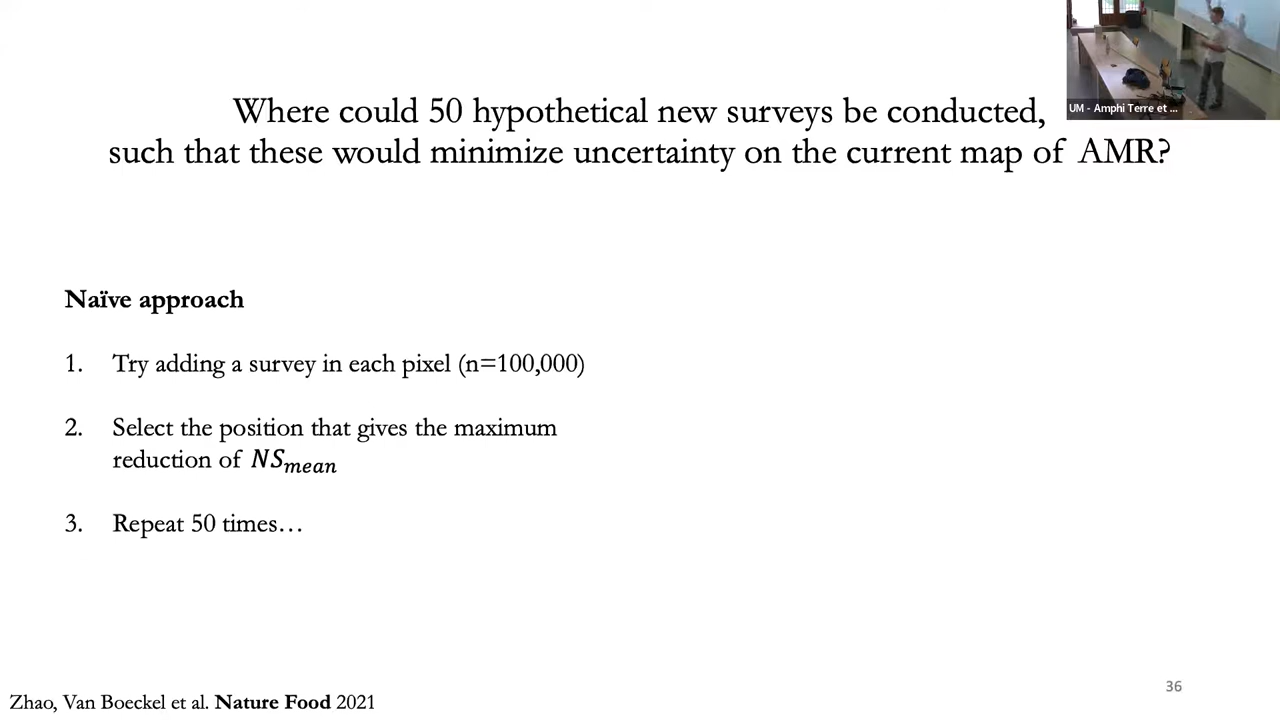 UM - Amphi Terre et ...
Where could 50 hypothetical new surveys be conducted,
such that these would minimize uncertainty on the current map of AMR?
Naïve approach
1. Try adding a survey in each pixel (n=100,000)
2. Select the position that gives the maximum
reduction of NSmean
3. Repeat 50 times…
36
Zhao, Van Boeckel et al. Nature Food 2021